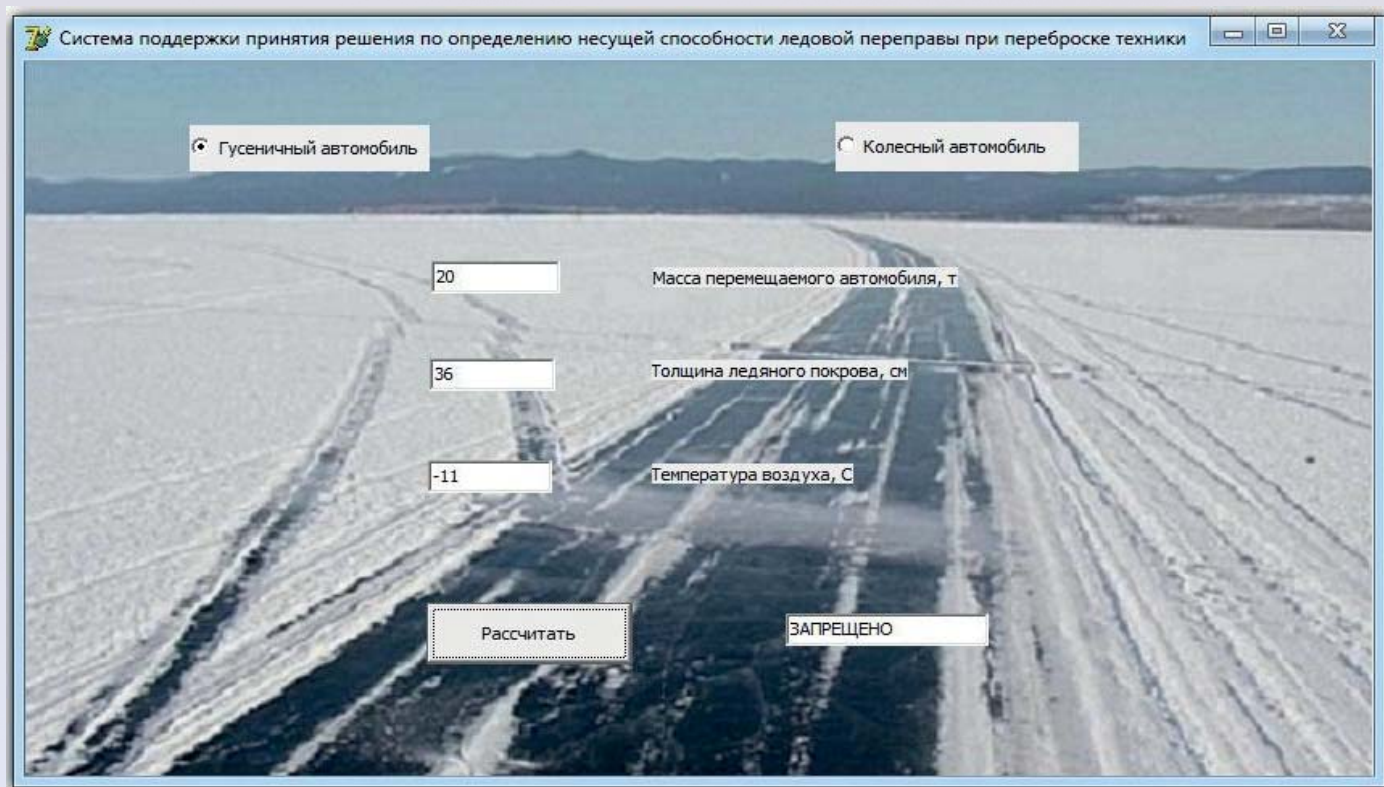 Система поддержки принятия решения по определению несущей способности ледовой переправы при переброске техники
Гусеничный автомобиль
Колесный автомобиль
20
Масса перемещаемого автомобиля, т
36
Толщина ледяного покрова, см
-11
Температура воздуха, С
Рассчитать
ЗАПРЕЩЕНО